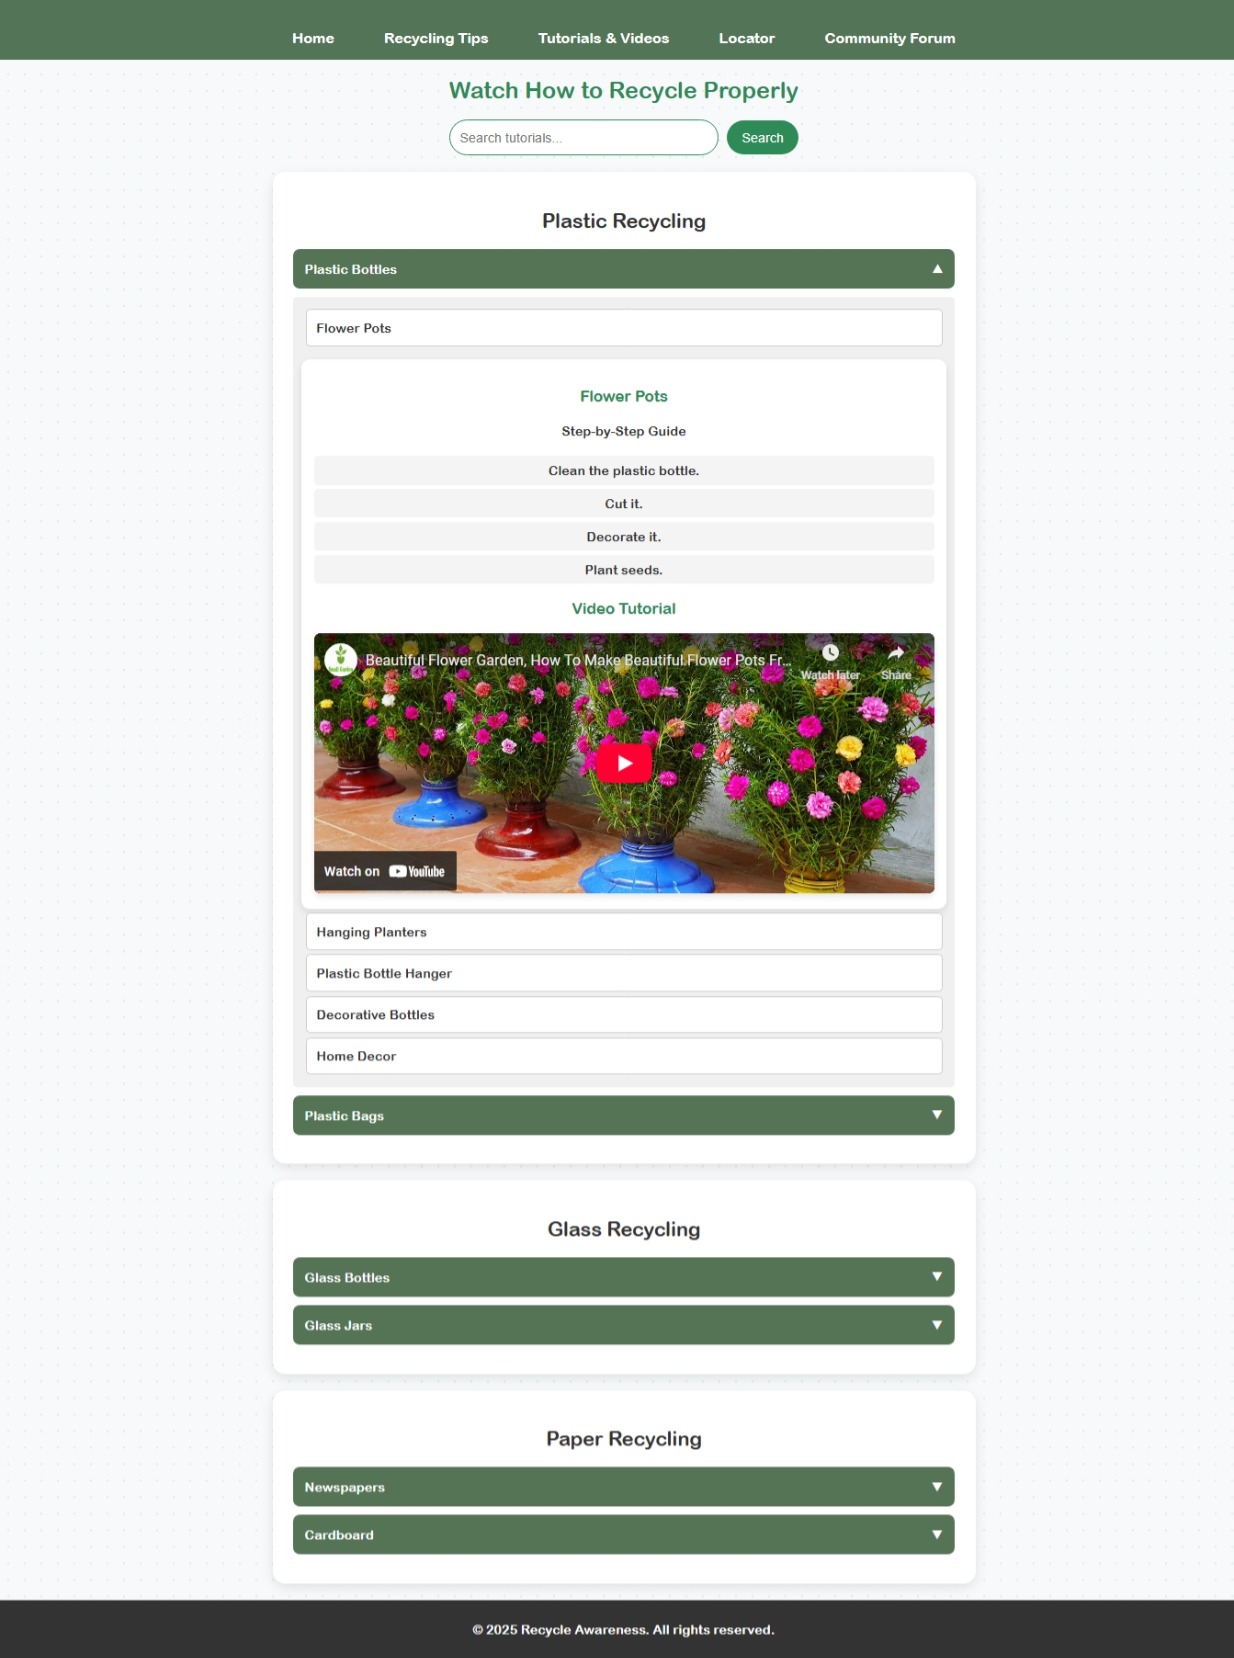 Home Recycling Tips Tutorials & Videos Locator Community Forum
Watch How to Recycle Properly
Search tutorials... Search
Plastic Recycling
Plastic Bottles ▲
Flower Pots
Flower Pots
Step-by-Step Guide
Clean the plastic bottle.
Cut it.
Decorate it.
Plant seeds.
Video Tutorial
Beautiful Flower Garden, How To Make Beautiful Flower Pots Fr...
Watch later Share
Watch on YouTube
Hanging Planters
Plastic Bottle Hanger
Decorative Bottles
Home Decor
Plastic Bags ▼
Glass Recycling
Glass Bottles ▼
Glass Jars ▼
Paper Recycling
Newspapers ▼
Cardboard ▼
© 2025 Recycle Awareness. All rights reserved.